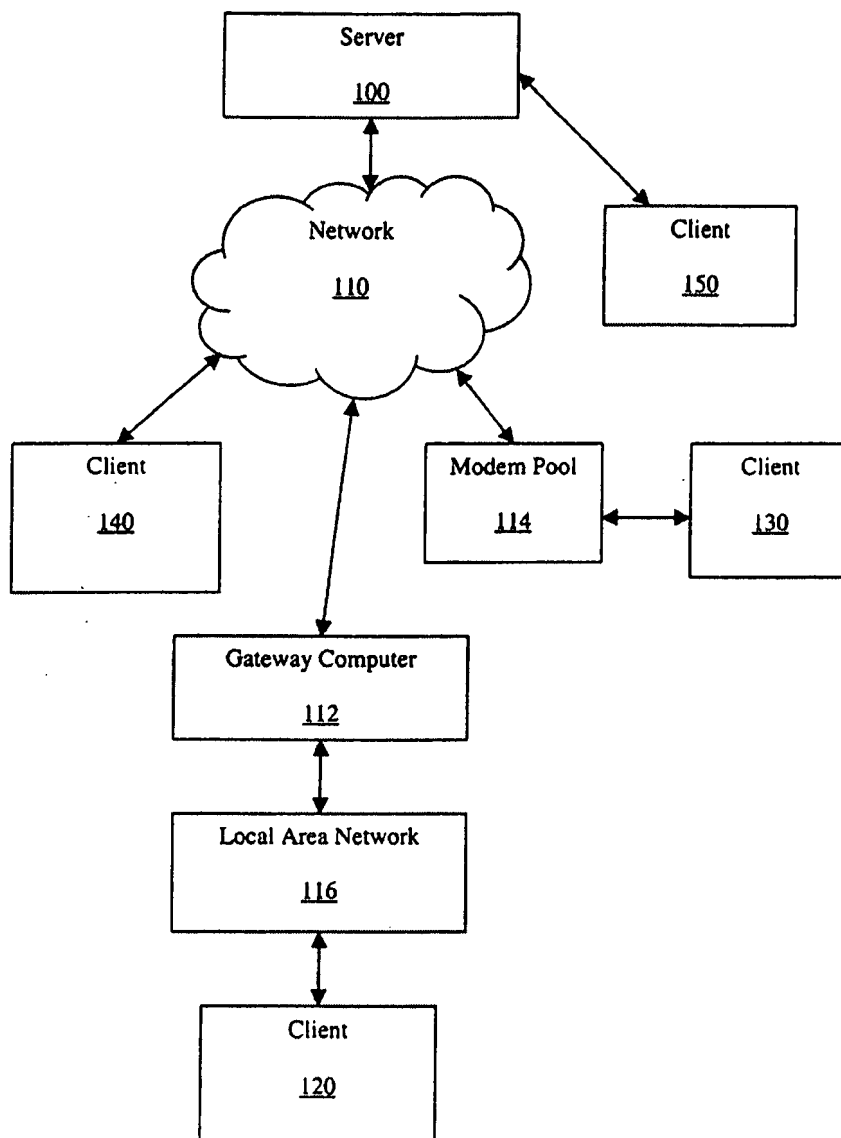 Server
100
Network
110
Client
150
Client
140
Modem Pool
114
Client
130
Gateway Computer
112
Local Area Network
116
Client
120